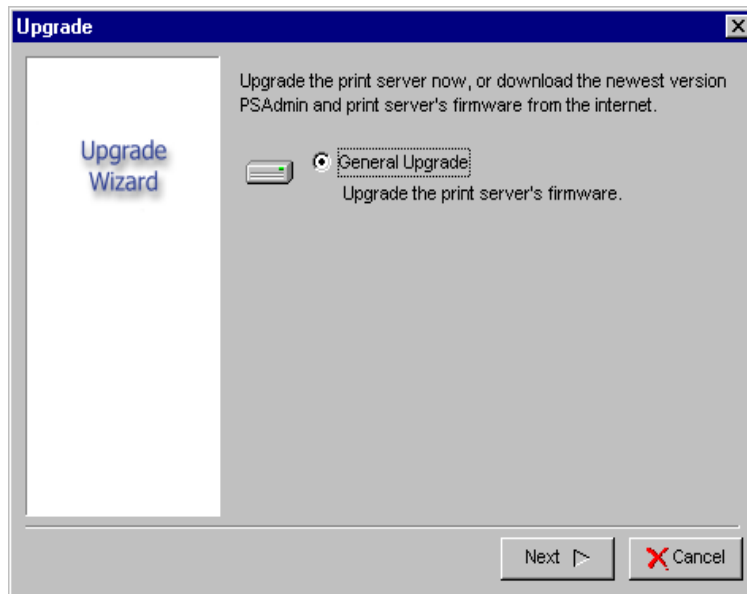 Upgrade
Upgrade
Wizard
Upgrade the print server now, or download the newest version
PSAdmin and print server's firmware from the internet.
General Upgrade
Upgrade the print server's firmware.
Next
Cancel